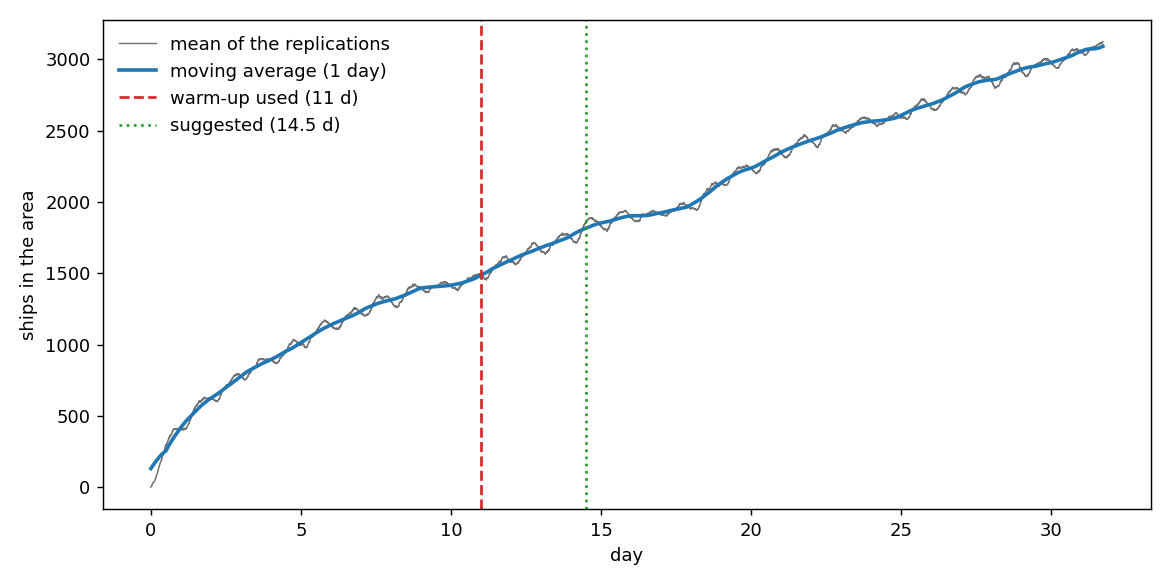 mean of the replications
moving average (1 day)
warm-up used (11 d)
suggested (14.5 d)
ships in the area
3000
2500
2000
1500
1000
500
0
0 5 10 15 20 25 30
day